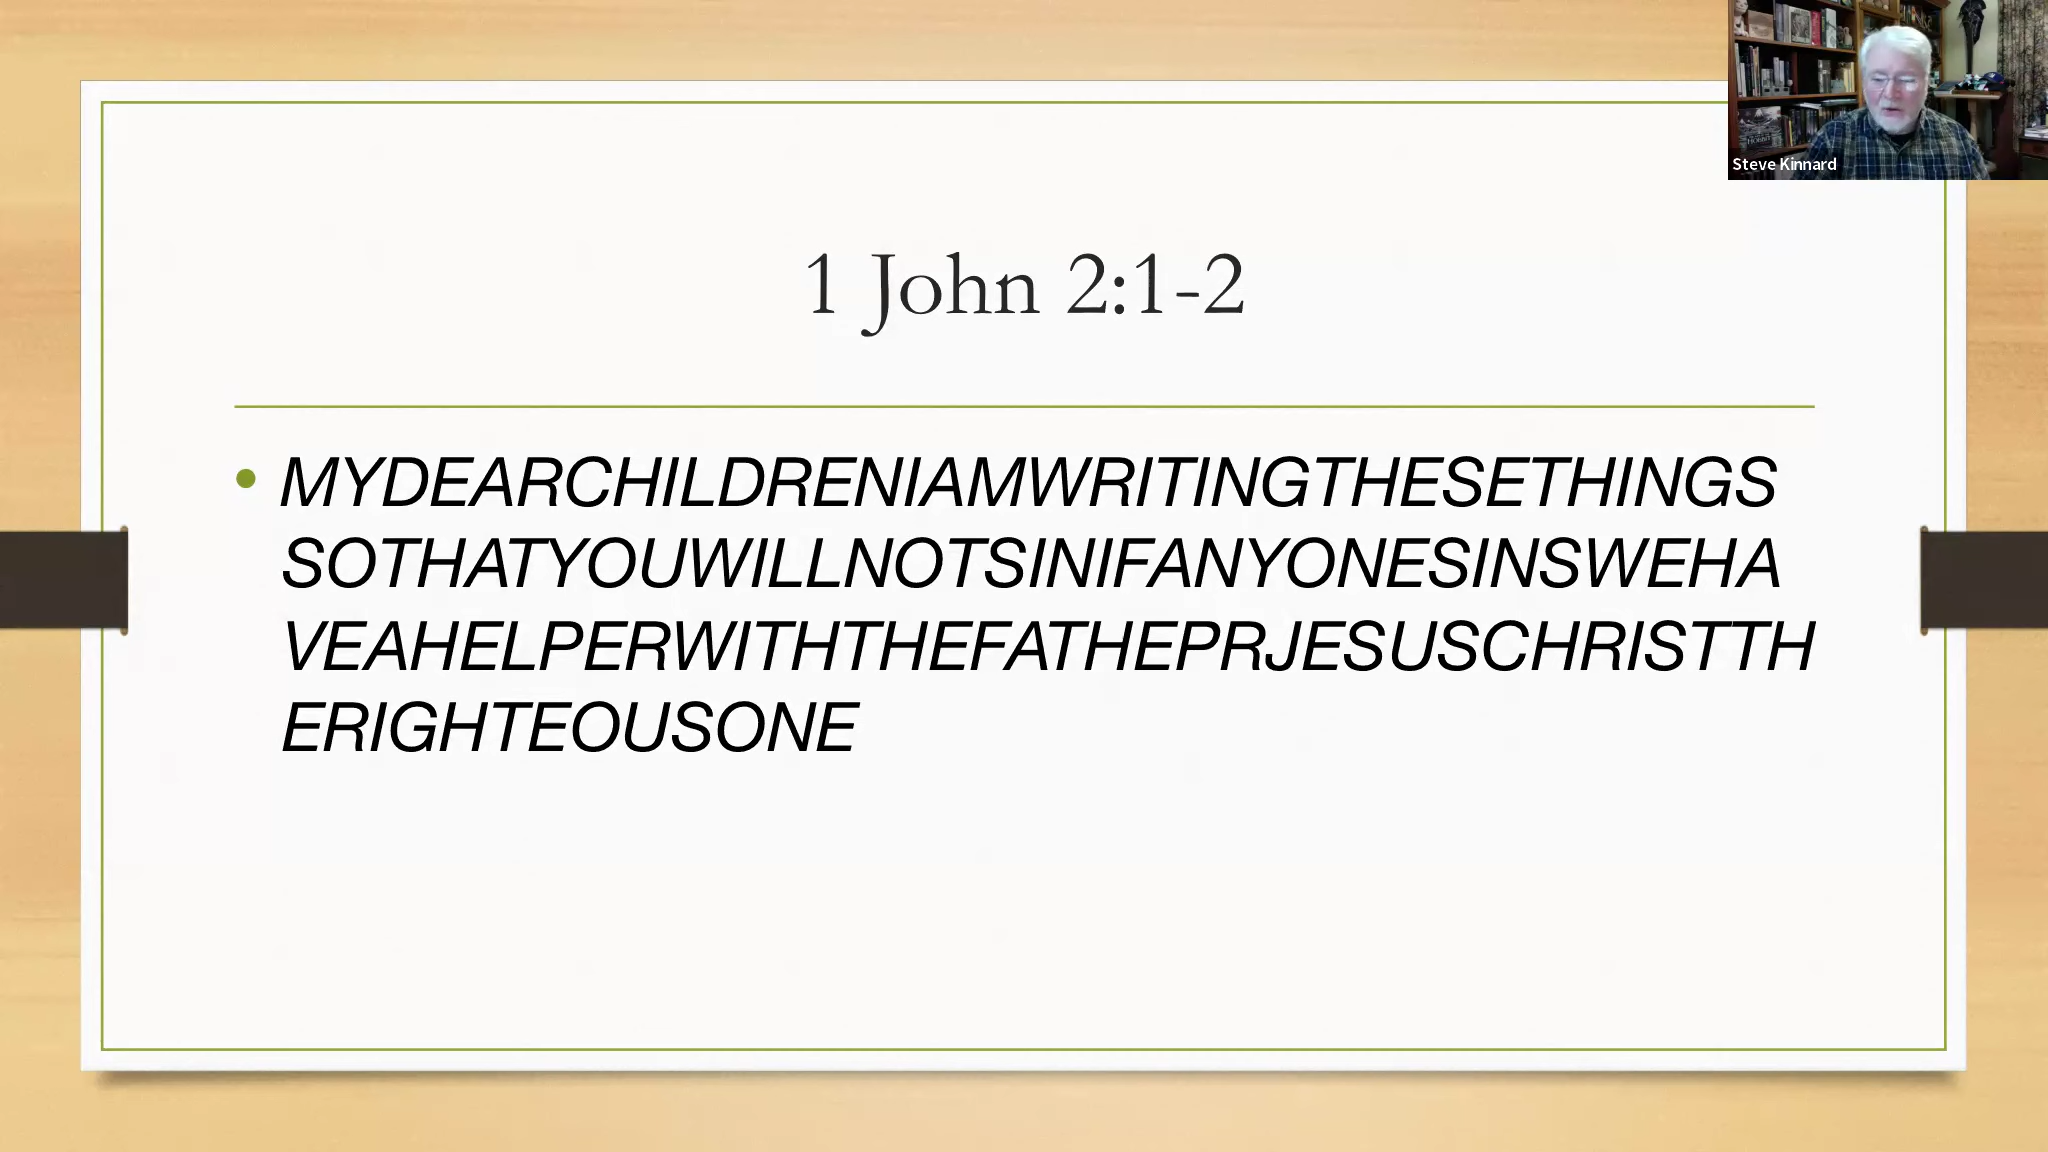 Steve Kinnard
1 John 2:1-2
• MYDEARCHILDRENIAMWRITINGTHESETHINGS
SOTHATYOUWILLNOTSINIFANYONESINSWEHA
VEAHELPERWITHTHEFATHEPRJESUSCHRISTTH
ERIGHTEOUSONE